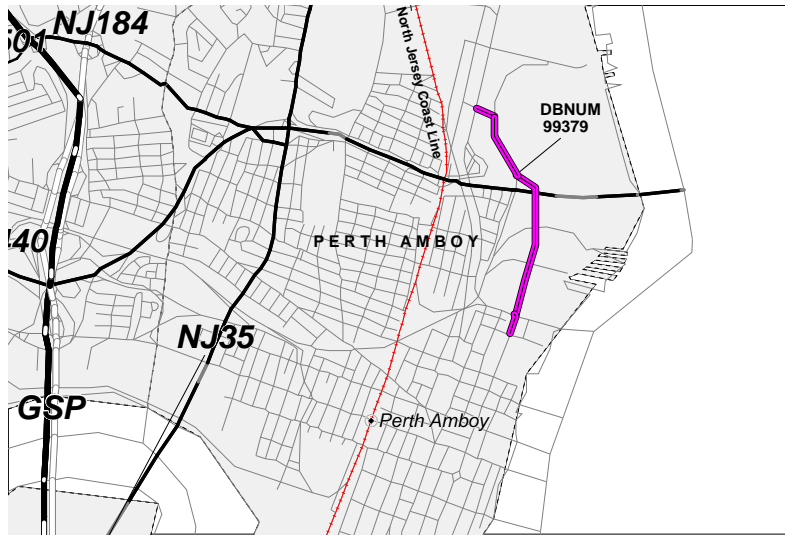 NJ184
501
North Jersey Coast Line
DBNUM
99379
440
PERTH AMBOY
NJ35
GSP
Perth Amboy